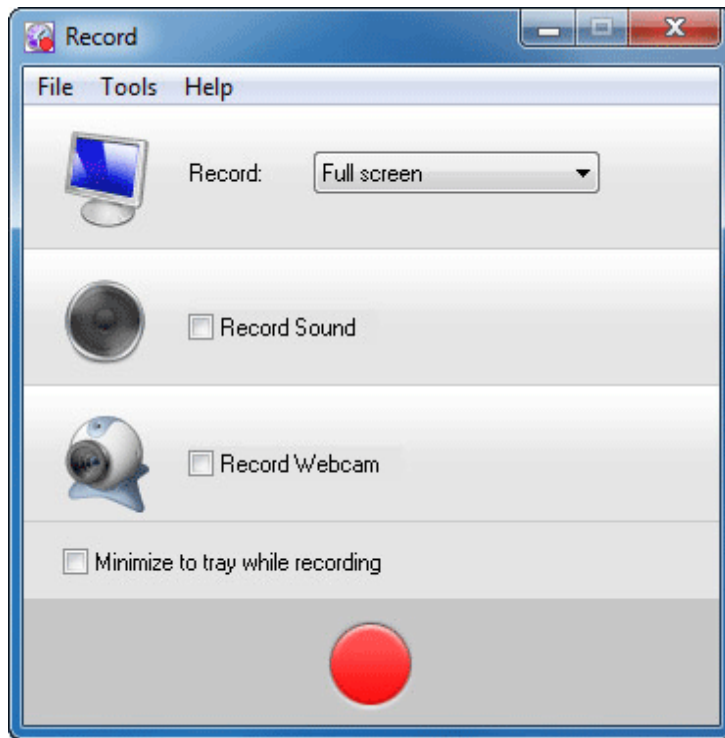 Record
File Tools Help
Record: Full screen
Record Sound
Record Webcam
Minimize to tray while recording